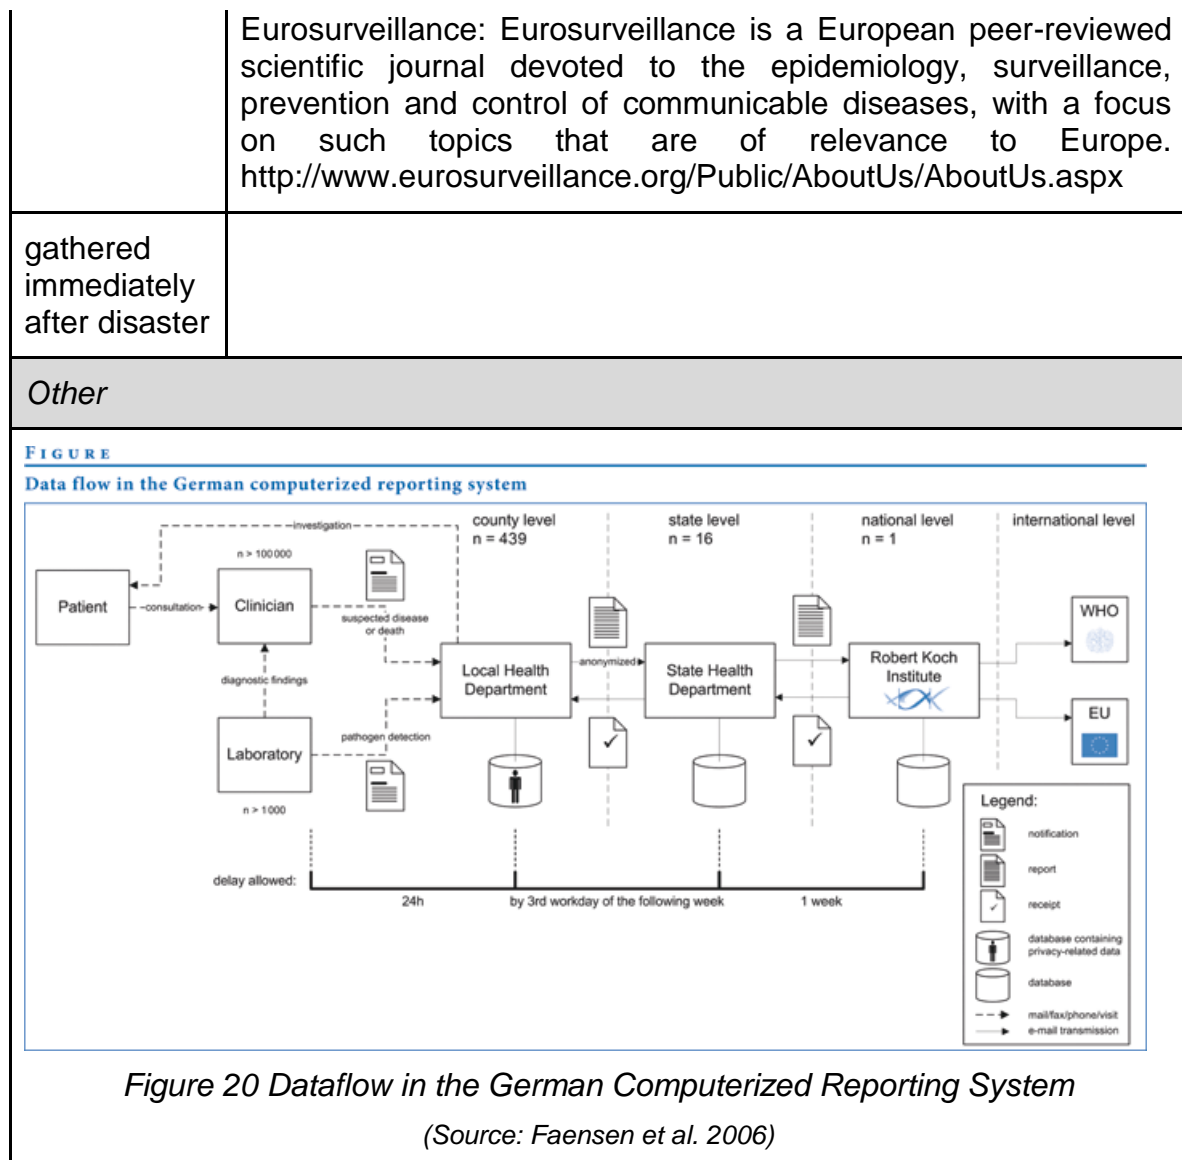 Eurosurveillance: Eurosurveillance is a European peer-reviewed
scientific journal devoted to the epidemiology, surveillance,
prevention and control of communicable diseases, with a focus
on such topics that are of relevance to Europe.
http://www.eurosurveillance.org/Public/AboutUs/AboutUs.aspx
gathered
immediately
after disaster
Other
FIGURE
Data flow in the German computerized reporting system
investigation
county level
n = 439
state level
n = 16
national level
n = 1
international level
n > 100 000
Patient
consultation
Clinician
suspected disease
or death
diagnostic findings
Laboratory
n > 1 000
pathogen detection
Local Health
Department
anonymized
State Health
Department
Robert Koch
Institute
WHO
EU
delay allowed:
24h
by 3rd workday of the following week
1 week
Legend:
notification
report
receipt
database containing
privacy-related data
database
mail/fax/phone/visit
e-mail transmission
Figure 20 Dataflow in the German Computerized Reporting System
(Source: Faensen et al. 2006)